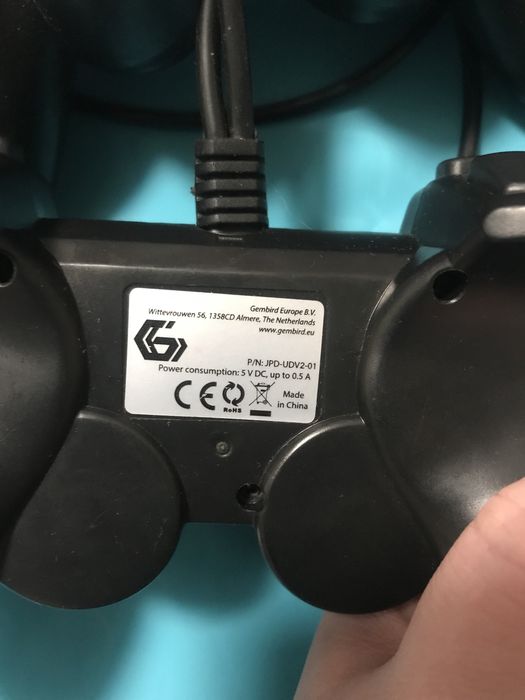 Gembird Europe B.V.
Wittevrouwen 56, 1358CD Almere, The Netherlands
www.gembird.eu
P/N: JPD-UDV2-01
Power consumption: 5 V DC, up to 0.5 A
CE RoHS Made
in China